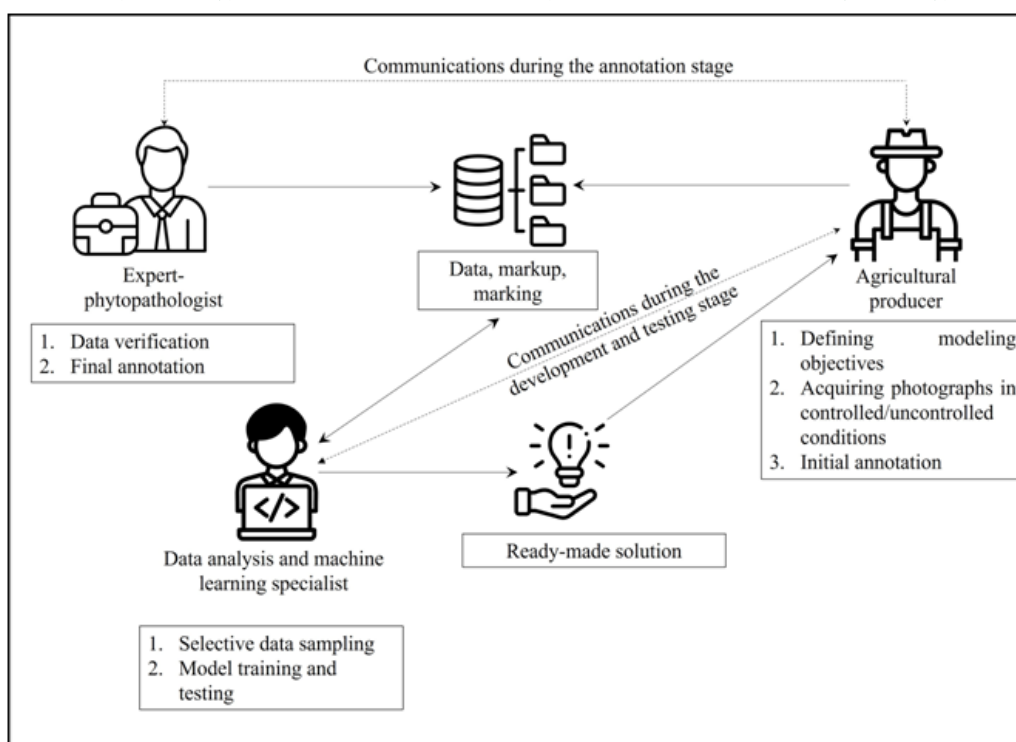 Communications during the annotation stage
Expert-
phytopathologist
1. Data verification
2. Final annotation
Data, markup,
marking
Communications during the
development and testing stage
Agricultural
producer
1. Defining modeling
objectives
2. Acquiring photographs in
controlled/uncontrolled
conditions
3. Initial annotation
</>
Data analysis and machine
learning specialist
1. Selective data sampling
2. Model training and
testing
Ready-made solution